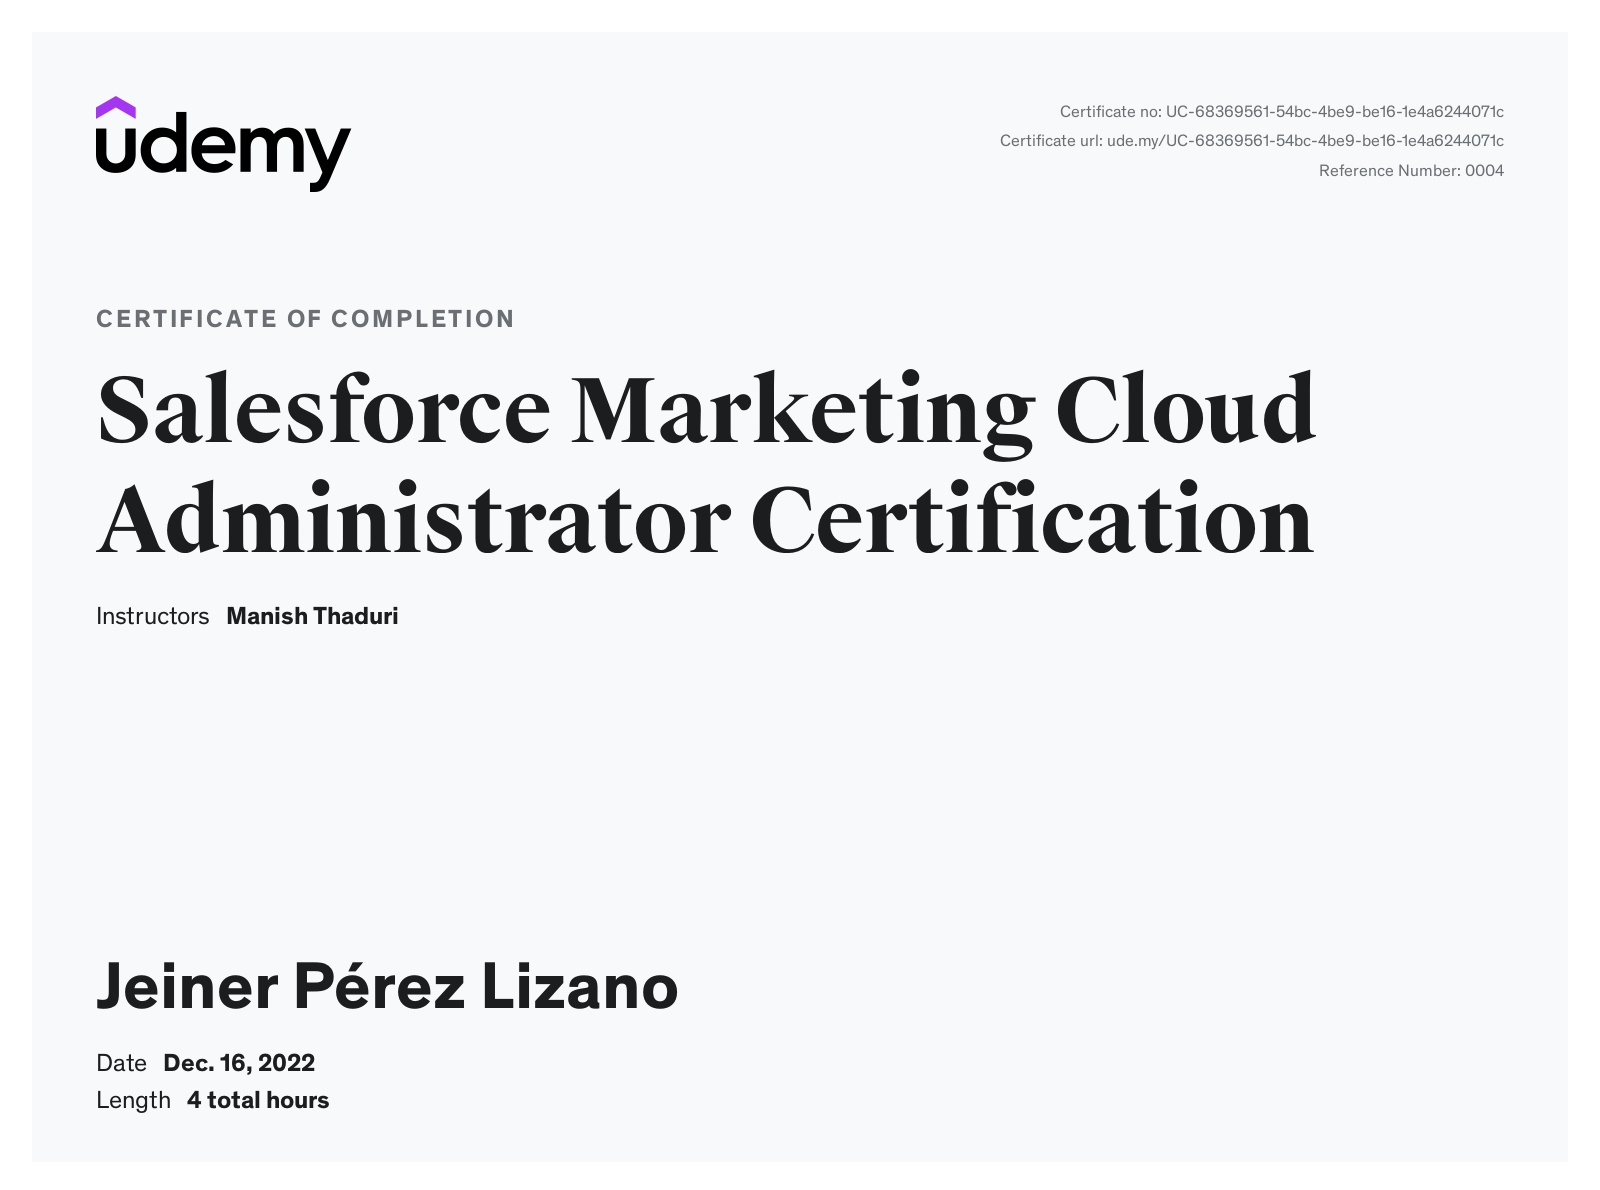 udemy
Certificate no: UC-68369561-54bc-4be9-be16-1e4a6244071c
Certificate url: ude.my/UC-68369561-54bc-4be9-be16-1e4a6244071c
Reference Number: 0004
CERTIFICATE OF COMPLETION
Salesforce Marketing Cloud
Administrator Certification
Instructors Manish Thaduri
Jeiner Pérez Lizano
Date Dec. 16, 2022
Length 4 total hours